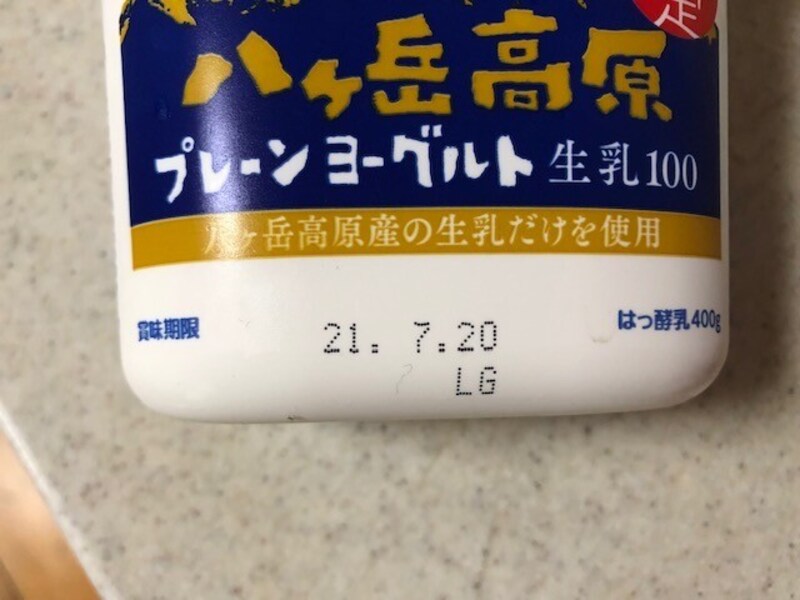 八ヶ岳高原
プレーンヨーグルト 生乳100
八ヶ岳高原産の生乳だけを使用
賞味期限
21. 7.20
はっ酵乳400g
LG